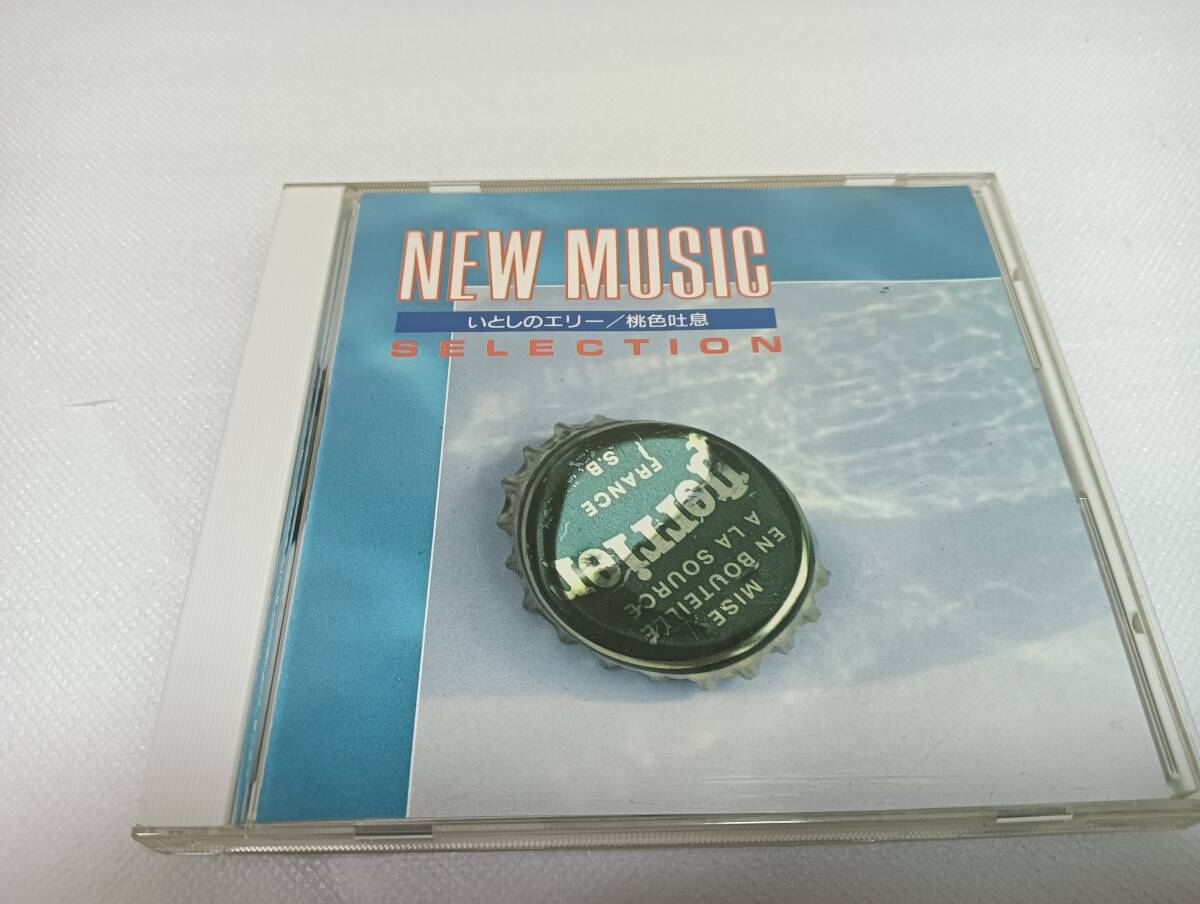 NEW MUSIC
いとしのエリー/桃色吐息
SELECTION
Perrier
FRANCE
S.B.
MISE
EN BOUTEILLE
A LA SOURCE